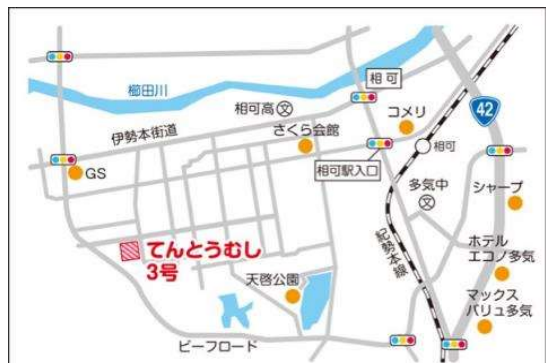 櫛田川
相可
42
相可高
文
コメリ
伊勢本街道
さくら会館
相可
相可駅入口
GS
多気中
文
シャープ
紀勢本線
てんとうむし
3号
ホテル
エコノ多気
天啓公園
マックス
バリュ多気
ビーフロード